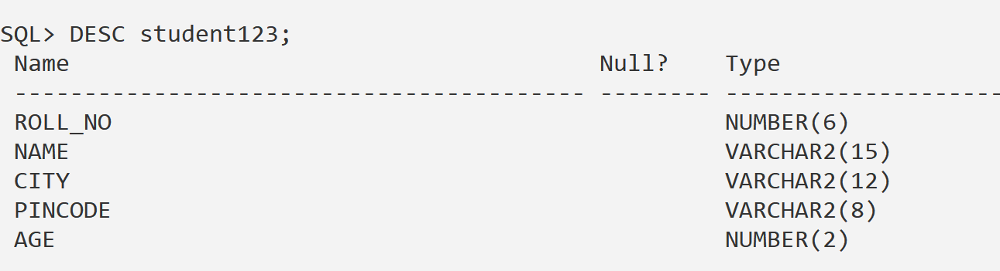 SQL> DESC student123;
Name Null? Type
----------------------------------------- -------- --------------------
ROLL_NO NUMBER(6)
NAME VARCHAR2(15)
CITY VARCHAR2(12)
PINCODE VARCHAR2(8)
AGE NUMBER(2)